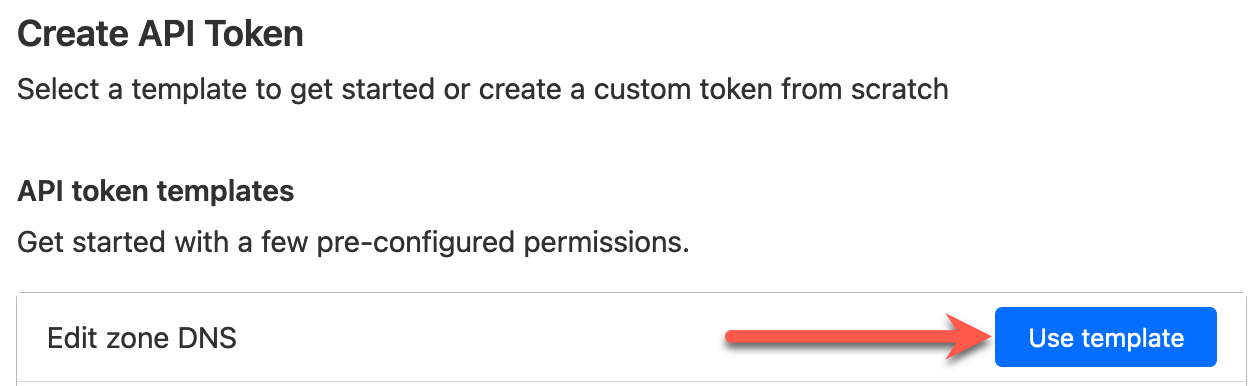 Create API Token
Select a template to get started or create a custom token from scratch
API token templates
Get started with a few pre-configured permissions.
Edit zone DNS
Use template